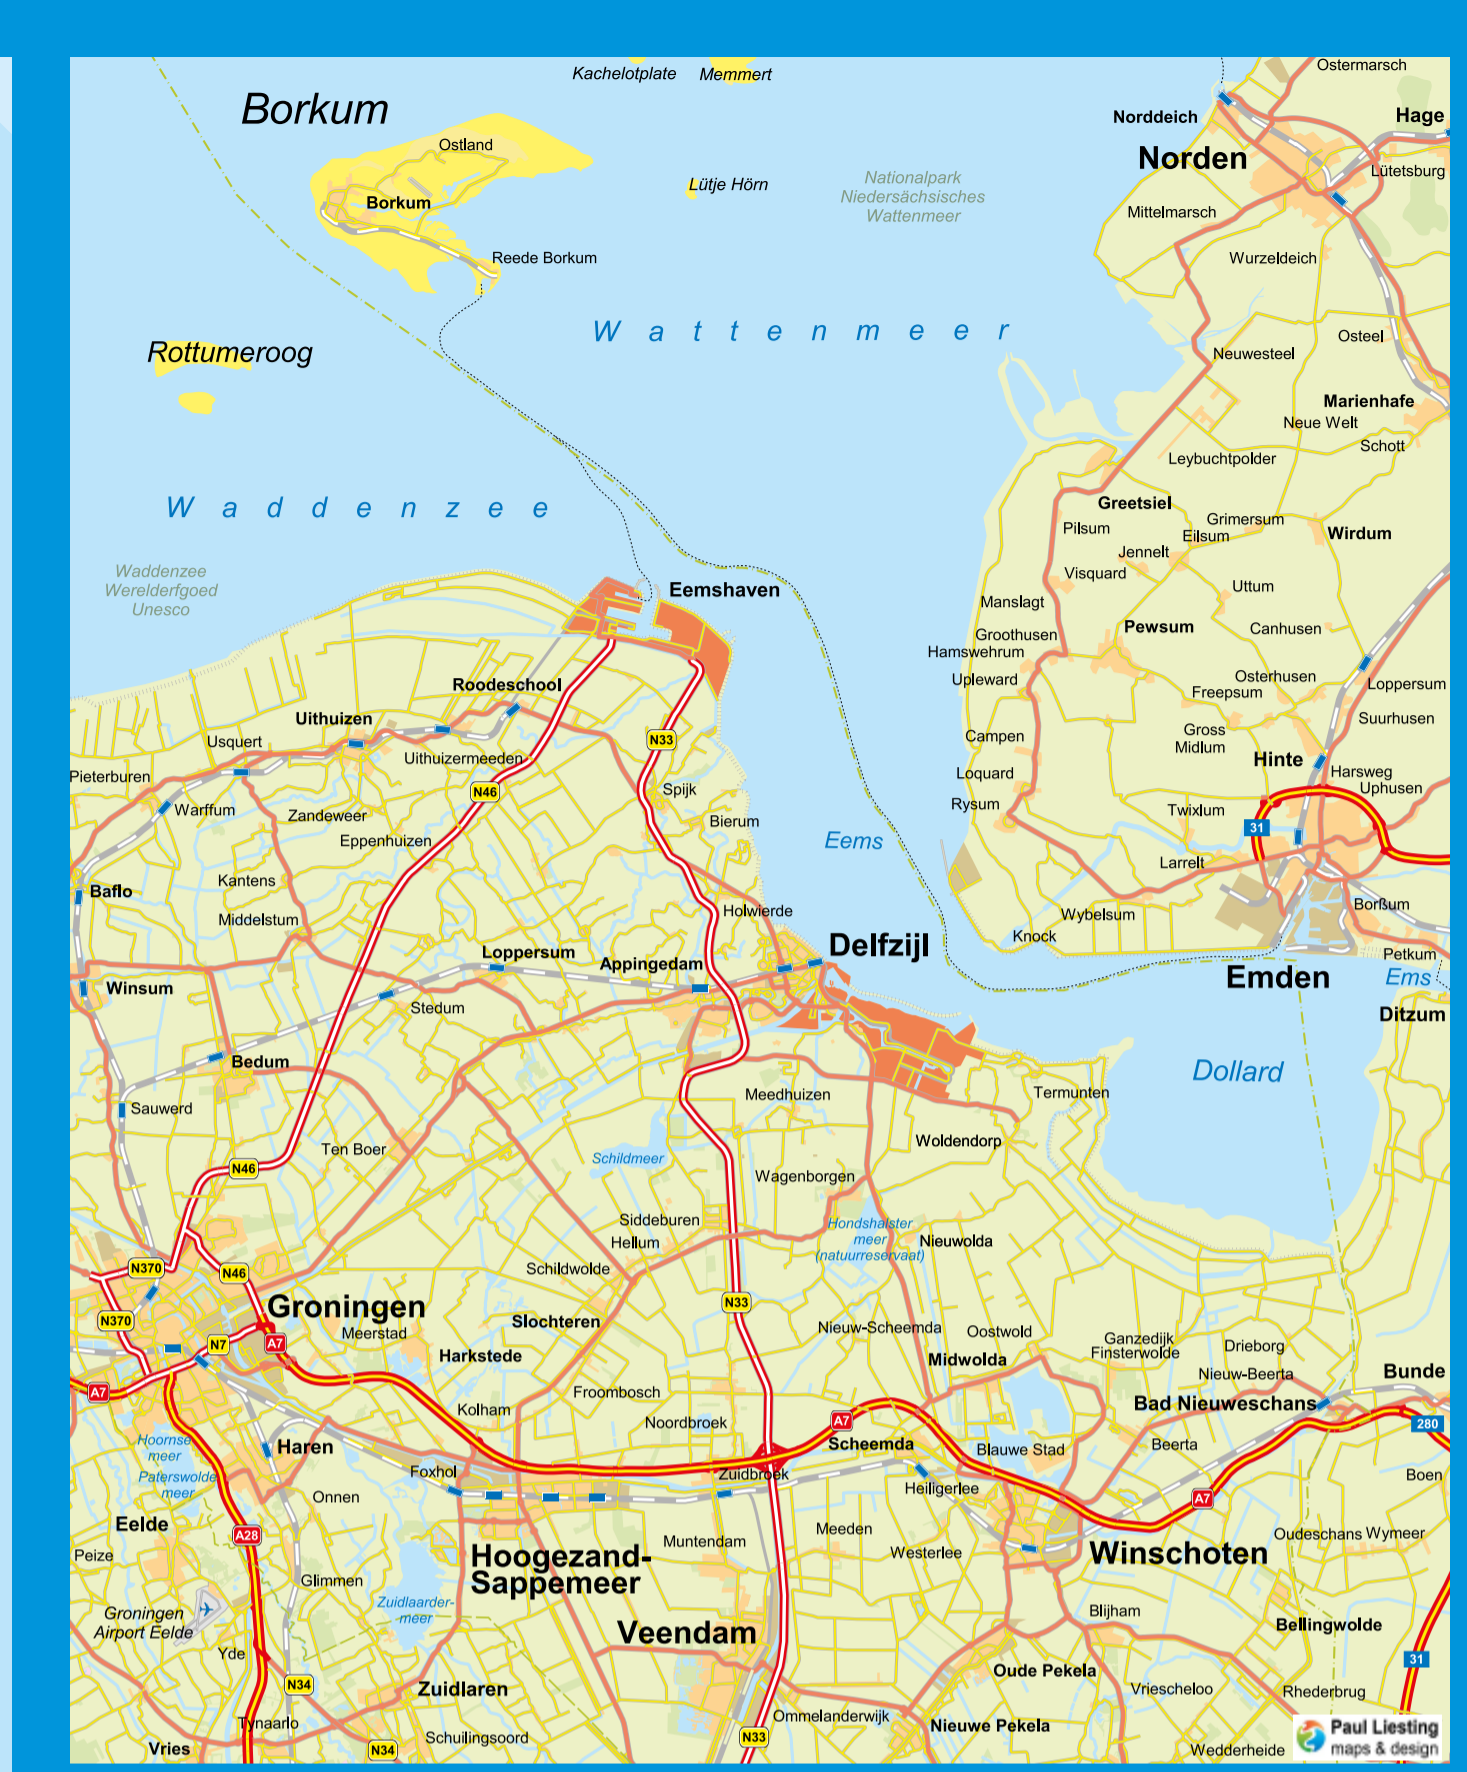 Kachelotplate
Memmert
Ostermarsch
Borkum
Norddeich
Hage
Ostland
Norden
Lütje Hörn
Nationalpark
Niedersächsisches
Wattenmeer
Lütetsburg
Borkum
Mittelmarsch
Reede Borkum
Wurzeldeich
Wattenmeer
Osteel
Rottumeroog
Neuwesteel
Marienhafe
Neue Welt
Schott
Leybuchtpolder
Waddenzee
Greetsiel
Pilsum
Grimersum
Eilsum
Wirdum
Jennelt
Waddenzee
Werelderfgoed
Unesco
Visquard
Eemshaven
Uttum
Manslagt
Pewsum
Canhusen
Groothusen
Hamswehrum
Upleward
Osterhusen
Freepsum
Loppersum
Roodeschool
Uithuizen
Suurhusen
Gross
Midlum
Campen
Usquert
N33
Uithuizermeeden
Hinte
Pieterburen
Loquard
Harsweg
Uphusen
N46
Spijk
Rysum
Twixlum
Warffum
Zandeweer
Bierum
31
Eppenhuizen
Eems
Larrelt
Kantens
Baflo
Borßum
Middelstum
Holwierde
Wybelsum
Knock
Delfzijl
Loppersum
Appingedam
Petkum
Emden
Ems
Winsum
Stedum
Ditzum
Bedum
Dollard
Meedhuizen
Termunten
Sauwerd
Ten Boer
Woldendorp
Schildmeer
N46
Wagenborgen
Siddeburen
Hellum
Hondshalster
meer
(natuurreservaat)
Nieuwolda
N370
N46
Schildwolde
N33
Groningen
N370
Slochteren
Meerstad
N7
A7
Nieuw-Scheemda
Oostwold
Ganzedijk
Finsterwolde
Drieborg
Harkstede
Midwolda
Nieuw-Beerta
Bunde
A7
Froombosch
Bad Nieuweschans
Kolham
Noordbroek
A7
280
Hoornse
meer
Haren
Scheemda
Blauwe Stad
Beerta
Paterswolde
meer
Foxhol
Zuidbroek
Boen
Onnen
Heiligerlee
A7
Eelde
A28
Muntendam
Meeden
Oudeschans
Wymeer
Peize
Hoogezand-
Sappemeer
Westerlee
Winschoten
Glimmen
Zuidlaarder-
meer
Groningen
Airport Eelde
Blijham
Bellingwolde
Veendam
Yde
31
Oude Pekela
N34
Zuidlaren
Vriescheloo
Rhederbrug
Tynaarlo
Ommelanderwijk
Nieuwe Pekela
Schuilingsoord
N33
Vries
N34
Wedderheide
Paul Liesting
maps & design